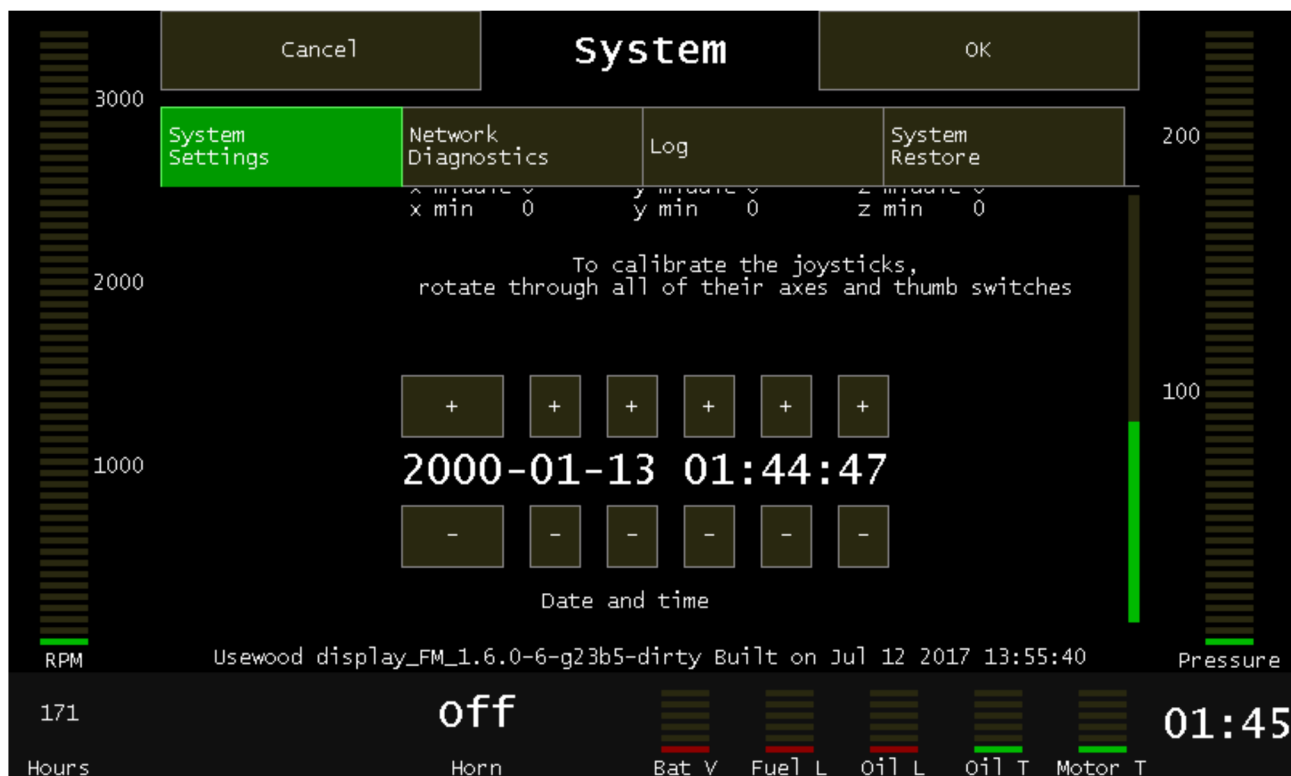 Cancel System OK
3000
System Settings
Network Diagnostics
Log
System Restore
200
x min 0 y min 0 z min 0
To calibrate the joysticks,
rotate through all of their axes and thumb switches
2000
+ + + + + +
100
1000
2000-01-13 01:44:47
- - - - - -
Date and time
RPM
Usewood display_FM_1.6.0-6-g23b5-dirty Built on Jul 12 2017 13:55:40
Pressure
171
off
01:45
Hours
Horn
Bat V Fuel L Oil L Oil T Motor T